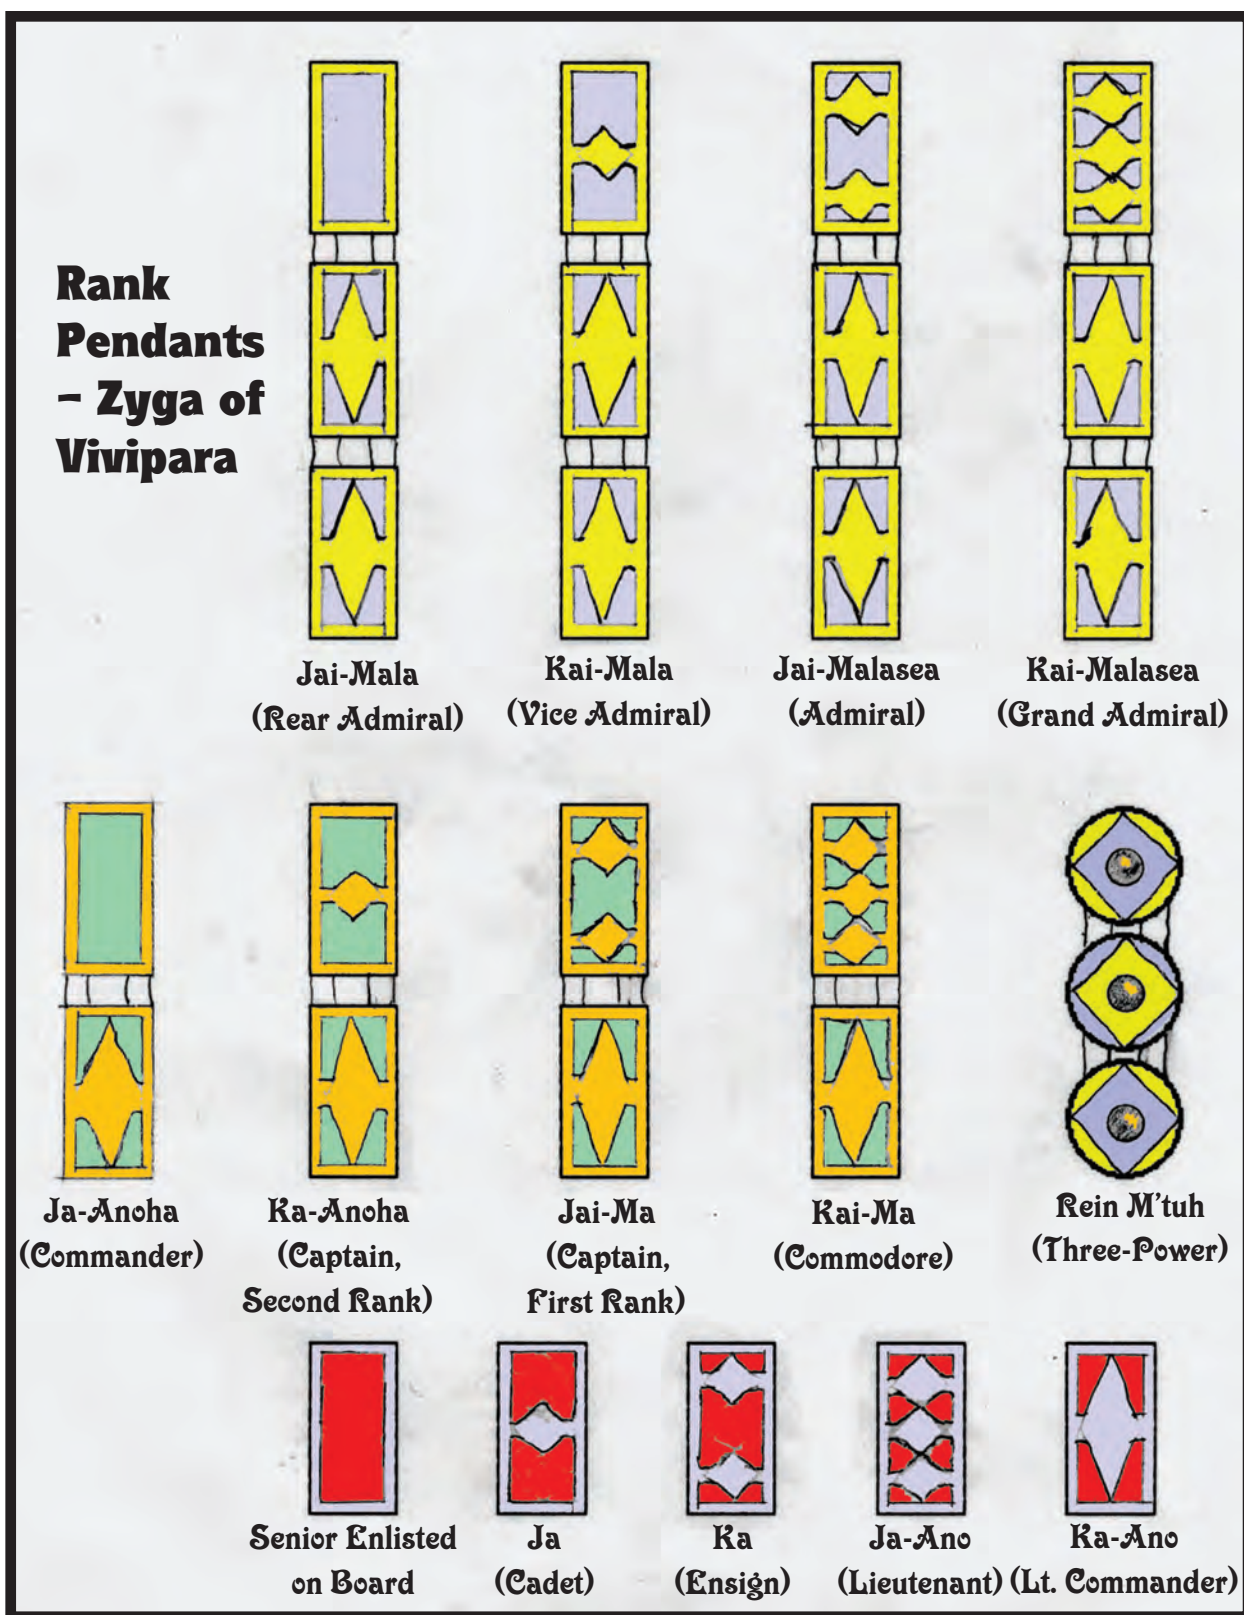 Rank
Pendants
– Zyga of
Vivipara
Jai-Mala
(Rear Admiral)
Kai-Mala
(Vice Admiral)
Jai-Malasea
(Admiral)
Kai-Malasea
(Grand Admiral)
Ja-Anoha
(Commander)
Ka-Anoha
(Captain,
Second Rank)
Jai-Ma
(Captain,
First Rank)
Kai-Ma
(Commodore)
Rein M'tuh
(Three-Power)
Senior Enlisted
on Board
Ja
(Cadet)
Ka
(Ensign)
Ja-Ano
(Lieutenant)
Ka-Ano
(Lt. Commander)